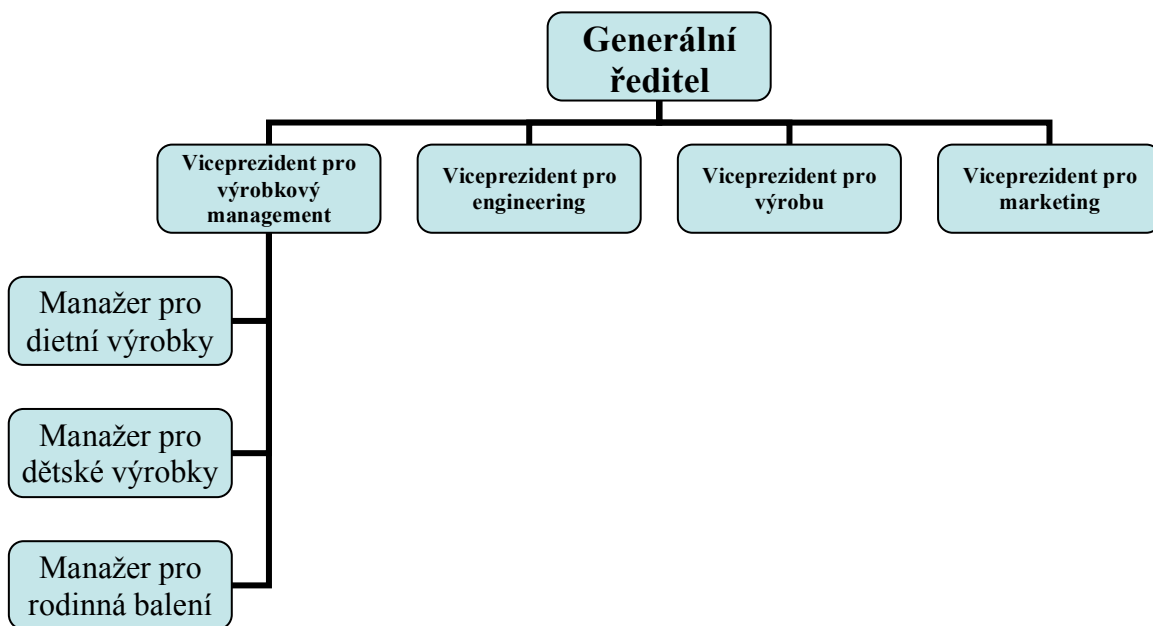 Generální
ředitel
Viceprezident pro
výrobkový
management
Viceprezident pro
engineering
Viceprezident pro
výrobu
Viceprezident pro
marketing
Manažer pro
dietní výrobky
Manažer pro
dětské výrobky
Manažer pro
rodinná balení